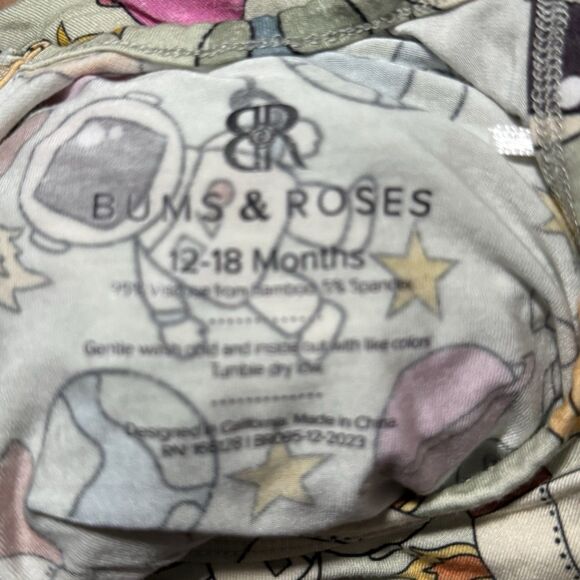 BR
BUMS & ROSES
12-18 Months
95% Viscose from Bamboo, 5% Spandex
Gentle wash cold and inside out with like colors
Tumble dry low
Designed in California. Made in China